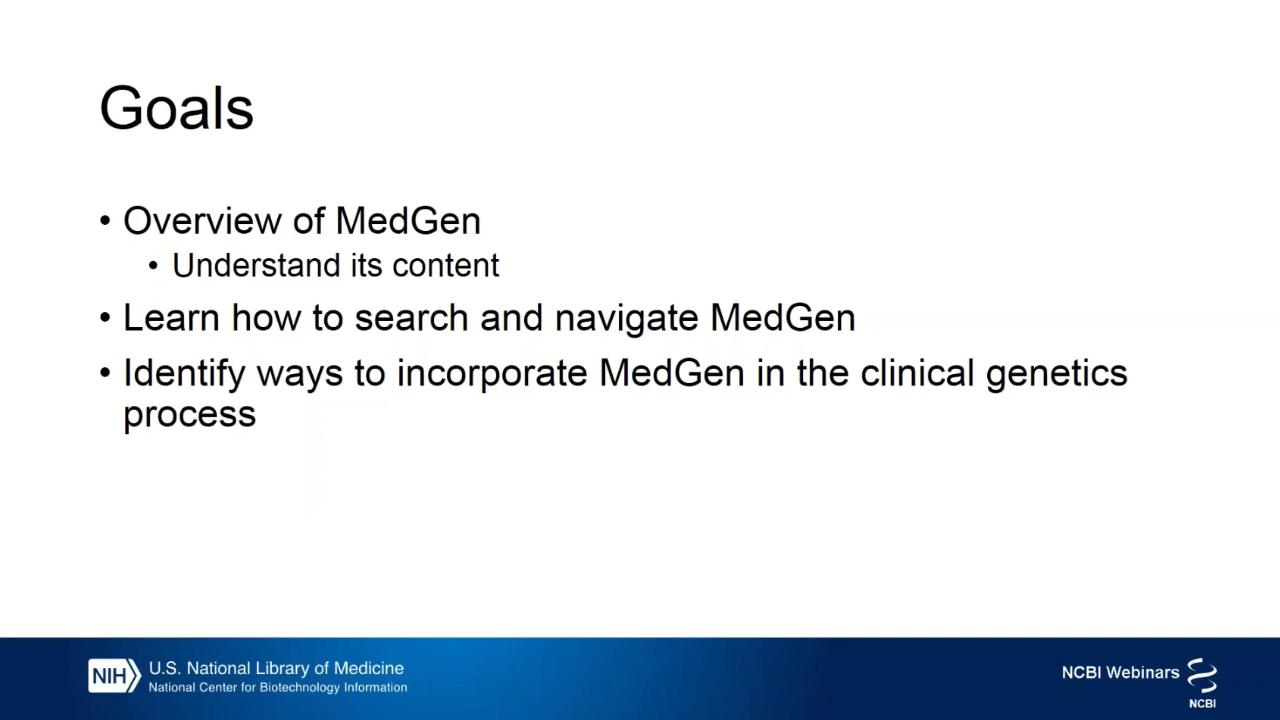 Goals
• Overview of MedGen
• Understand its content
• Learn how to search and navigate MedGen
• Identify ways to incorporate MedGen in the clinical genetics
process
NIH
U.S. National Library of Medicine
National Center for Biotechnology Information
NCBI Webinars
NCBI